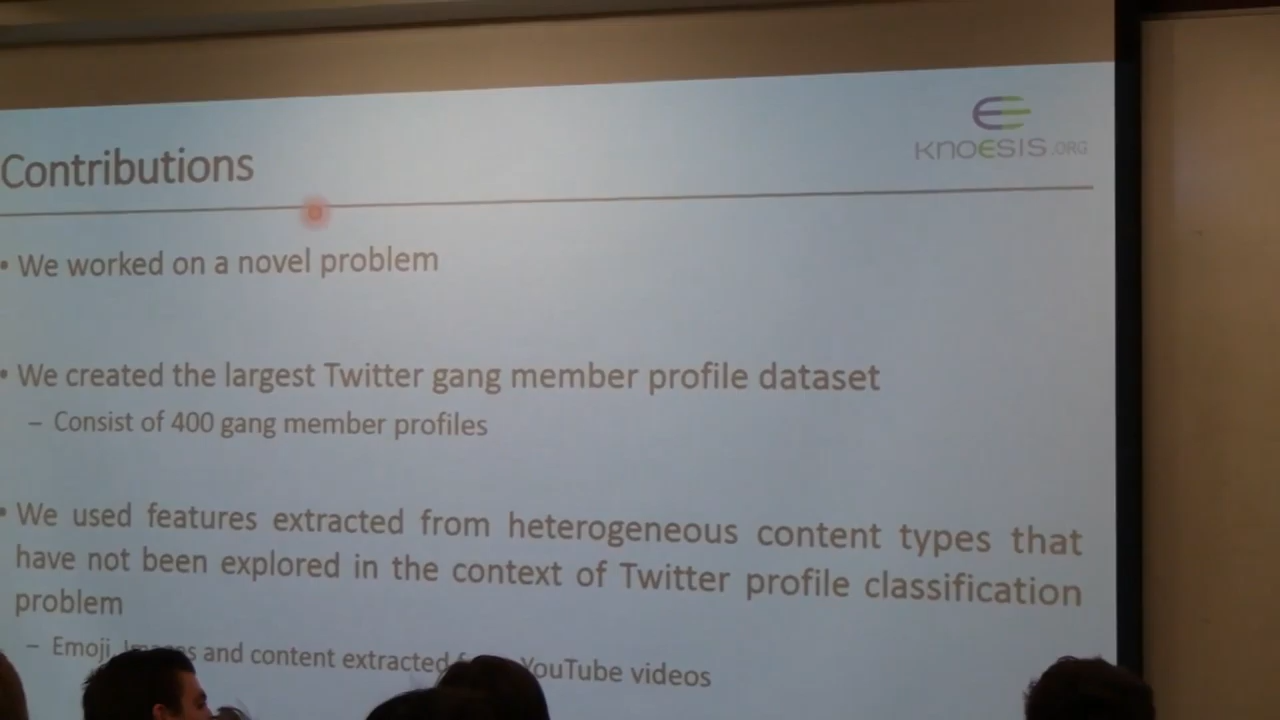 KNOESIS.ORG
Contributions
• We worked on a novel problem
• We created the largest Twitter gang member profile dataset
– Consist of 400 gang member profiles
• We used features extracted from heterogeneous content types that
have not been explored in the context of Twitter profile classification
problem
– Emoji, and content extracted YouTube videos